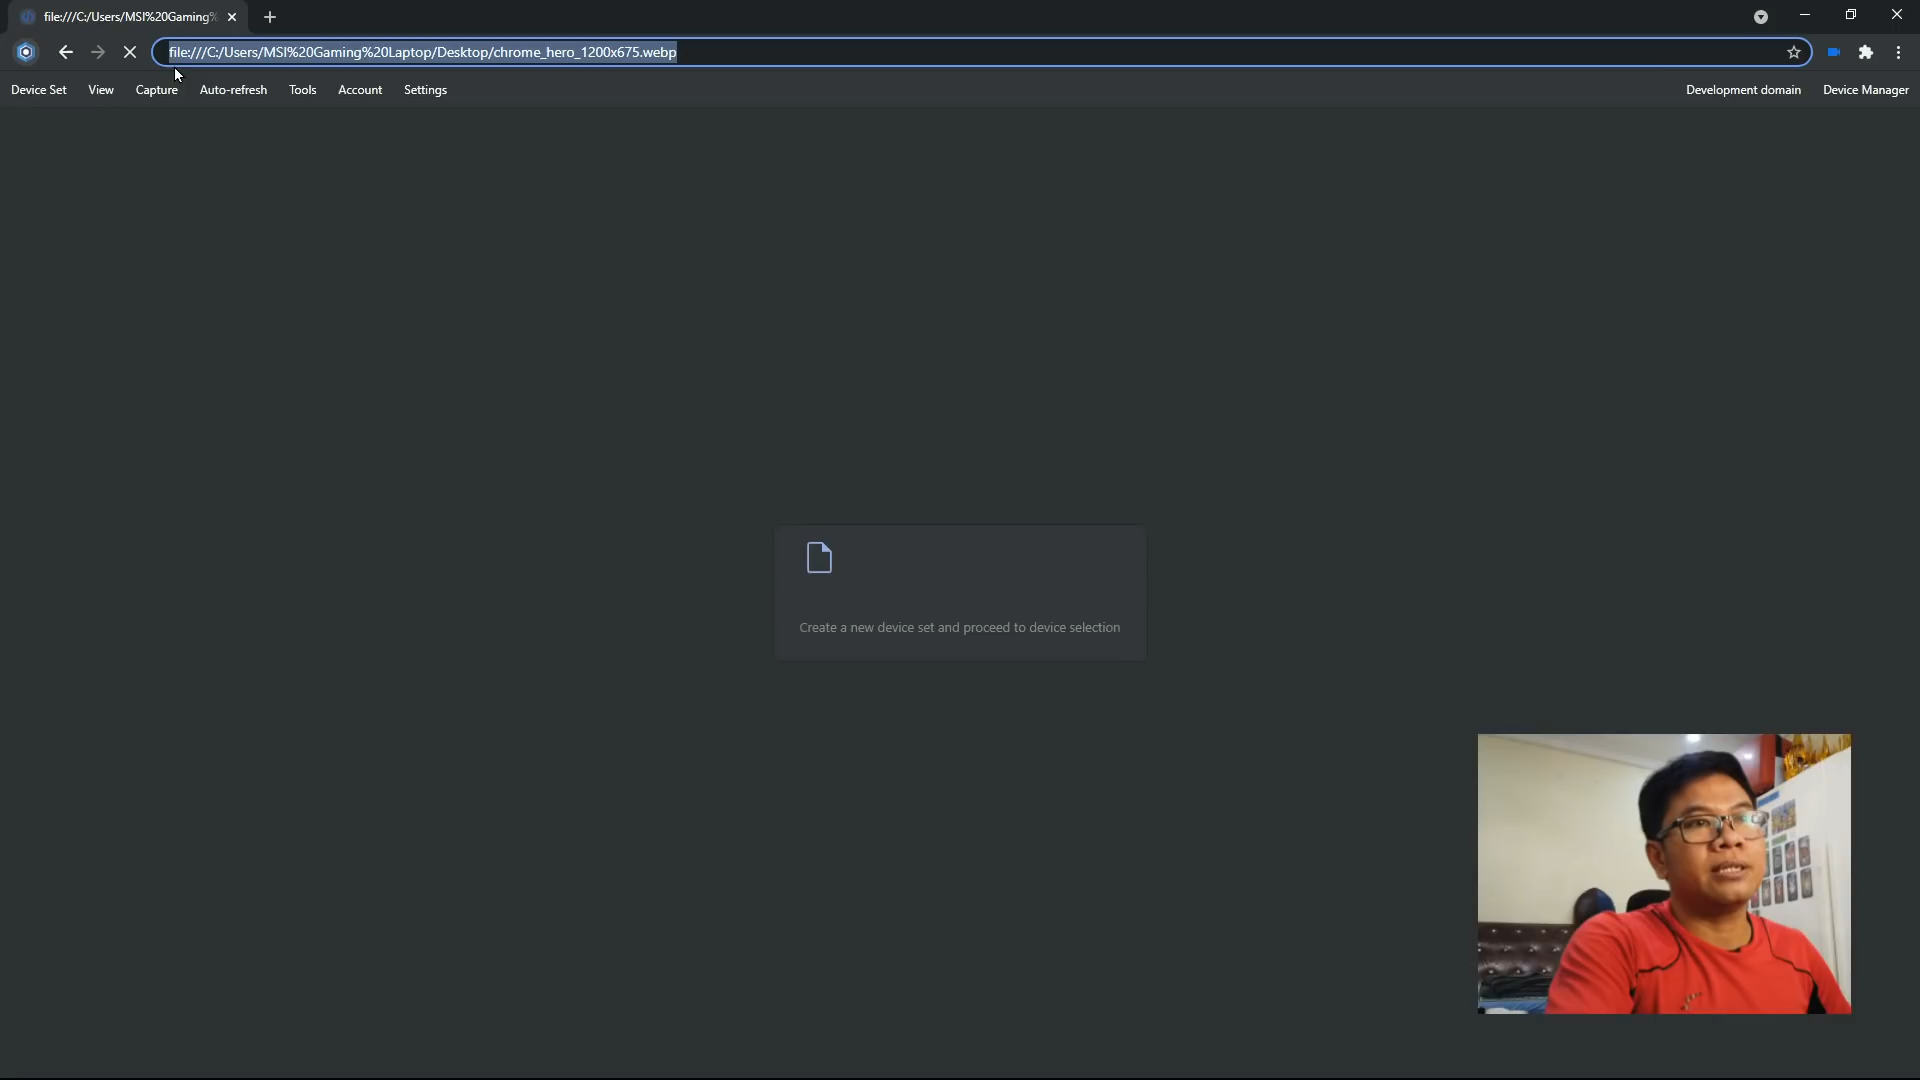 file:///C:/Users/MSI%20Gaming%
file:///C:/Users/MSI%20Gaming%20Laptop/Desktop/chrome_hero_1200x675.webp
Device Set View Capture Auto-refresh Tools Account Settings Development domain Device Manager
Create a new device set and proceed to device selection